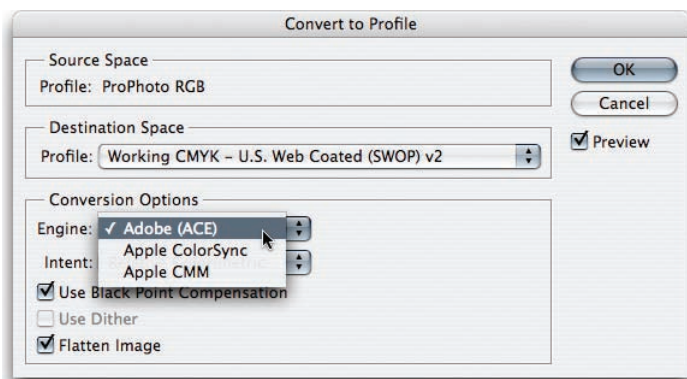 Convert to Profile
Source Space
Profile: ProPhoto RGB
OK
Cancel
Preview
Destination Space
Profile: Working CMYK – U.S. Web Coated (SWOP) v2
Conversion Options
Engine: ✓ Adobe (ACE)
Apple ColorSync
Apple CMM
Intent:
Use Black Point Compensation
Use Dither
Flatten Image